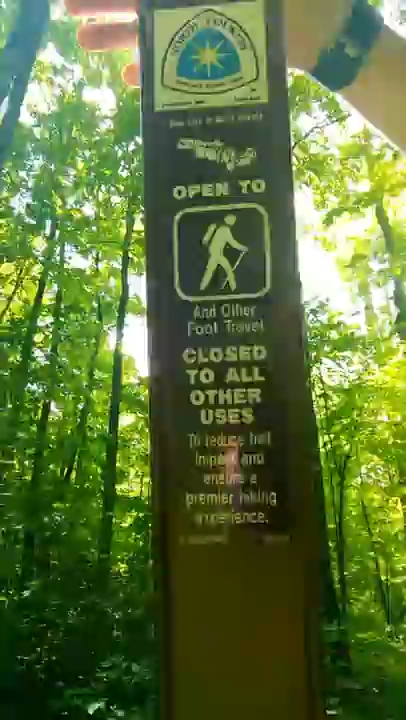 NORTH COUNTRY
OPEN TO
And Other
Foot Travel
CLOSED
TO ALL
OTHER
USES
To reduce trail
impact and
ensure a
premier hiking
experience.